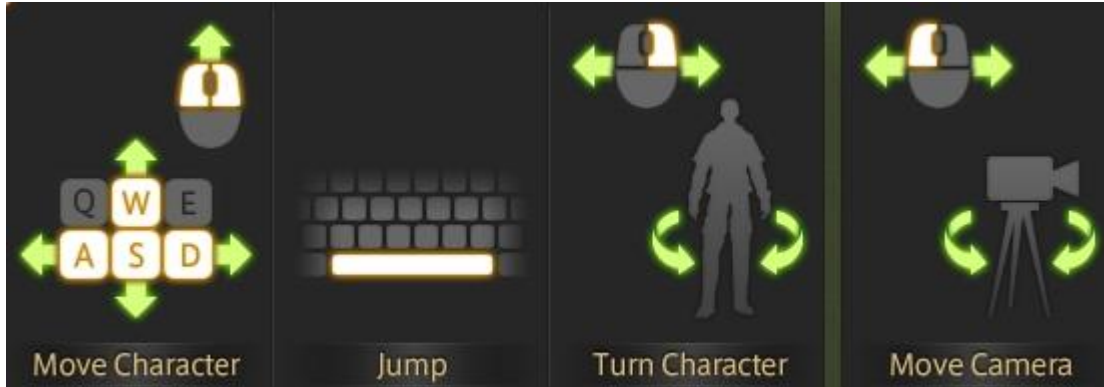 Q W E
A S D
Move Character
Jump
Turn Character
Move Camera